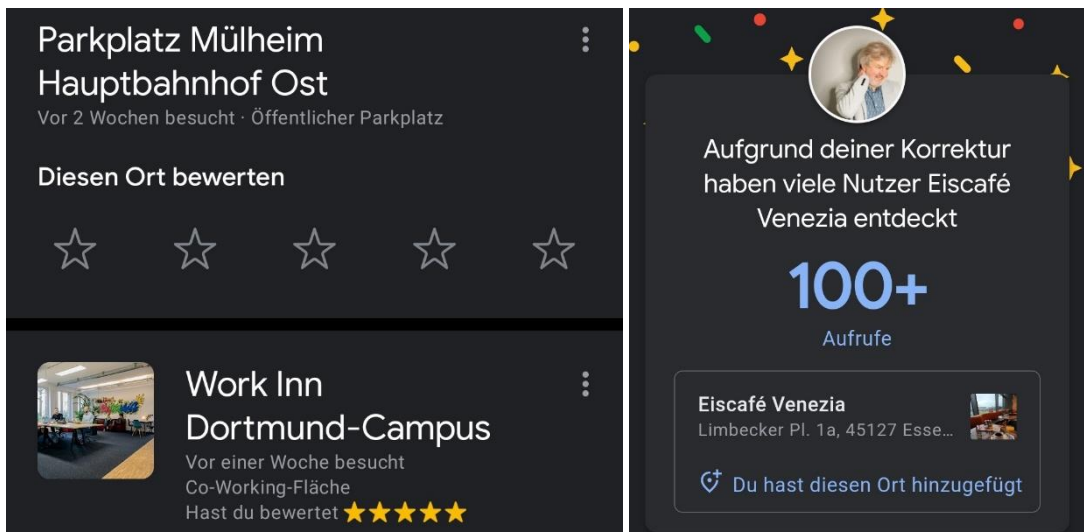 Parkplatz Mülheim
Hauptbahnhof Ost
Vor 2 Wochen besucht · Öffentlicher Parkplatz
Diesen Ort bewerten
Work Inn
Dortmund-Campus
Vor einer Woche besucht
Co-Working-Fläche
Hast du bewertet
Aufgrund deiner Korrektur
haben viele Nutzer Eiscafé
Venezia entdeckt
100+
Aufrufe
Eiscafé Venezia
Limbecker Pl. 1a, 45127 Esse...
Du hast diesen Ort hinzugefügt